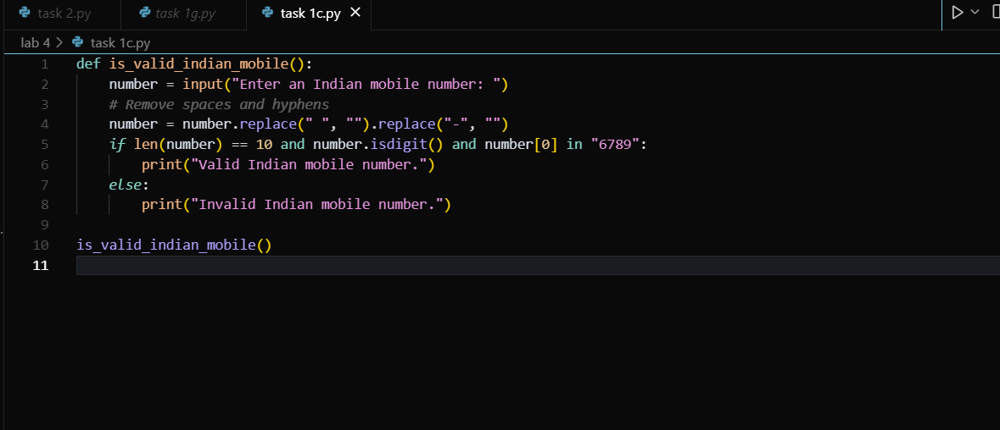 task 2.py task 1g.py task 1c.py
lab 4 > task 1c.py
1 def is_valid_indian_mobile():
2     number = input("Enter an Indian mobile number: ")
3     # Remove spaces and hyphens
4     number = number.replace(" ", "").replace("-", "")
5     if len(number) == 10 and number.isdigit() and number[0] in "6789":
6         print("Valid Indian mobile number.")
7     else:
8         print("Invalid Indian mobile number.")
9
10 is_valid_indian_mobile()
11